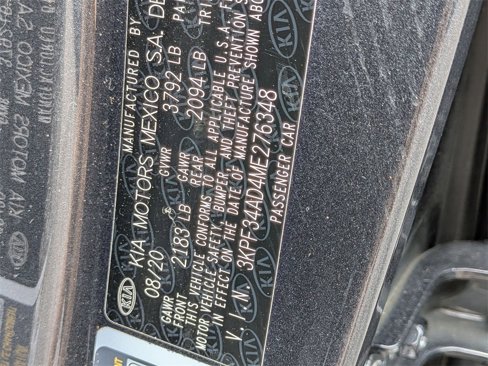 MANUFACTURED BY
KIA MOTORS MEXICO S.A. DE
08/20 GVWR 3792 LB PA
GAWR FRONT 2183 LB GAWR REAR 2094 LB TRI
THIS VEHICLE CONFORMS TO ALL APPLICABLE U.S.A. F
MOTOR VEHICLE SAFETY, BUMPER, AND THEFT PREVENTION S
IN EFFECT ON THE DATE OF MANUFACTURE SHOWN ABO
V.I.N. 3KPF34AD4ME276348
PASSENGER CAR
KIA